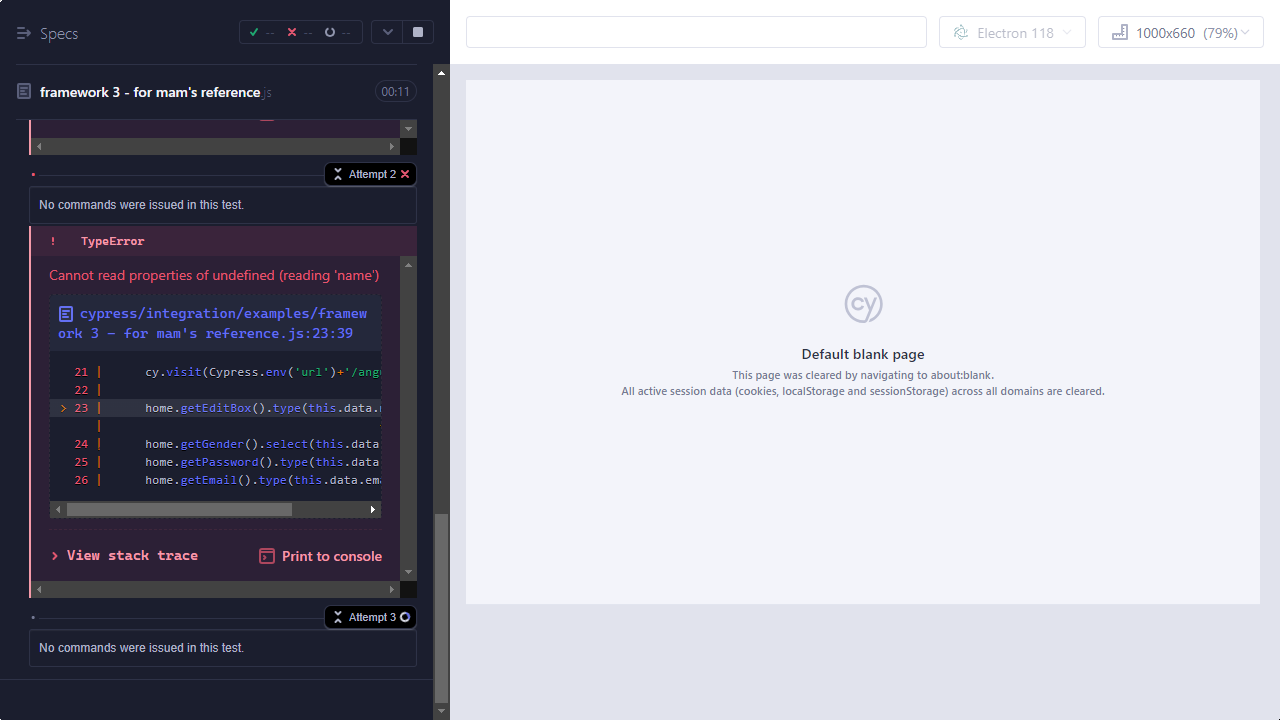 Specs
-- -- --
Electron 118
1000x660 (79%)
framework 3 - for mam's reference.js
00:11
Attempt 2
No commands were issued in this test.
! TypeError
Cannot read properties of undefined (reading 'name')
cypress/integration/examples/framew
ork 3 - for mam's reference.js:23:39
21 | cy.visit(Cypress.env('url')+'/ang
22 |
> 23 | home.getEditBox().type(this.data.
|
24 | home.getGender().select(this.data
25 | home.getPassword().type(this.data
26 | home.getEmail().type(this.data.em
> View stack trace
Print to console
Attempt 3
No commands were issued in this test.
cy
Default blank page
This page was cleared by navigating to about:blank.
All active session data (cookies, localStorage and sessionStorage) across all domains are cleared.